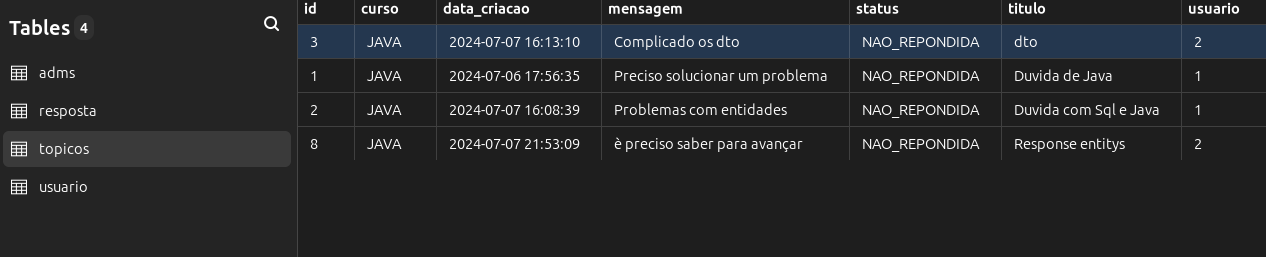 Tables 4
adms
resposta
topicos
usuario
id curso data_criacao mensagem status titulo usuario
3 JAVA 2024-07-07 16:13:10 Complicado os dto NAO_REPONDIDA dto 2
1 JAVA 2024-07-06 17:56:35 Preciso solucionar um problema NAO_REPONDIDA Duvida de Java 1
2 JAVA 2024-07-07 16:08:39 Problemas com entidades NAO_REPONDIDA Duvida com Sql e Java 1
8 JAVA 2024-07-07 21:53:09 è preciso saber para avançar NAO_REPONDIDA Response entitys 2